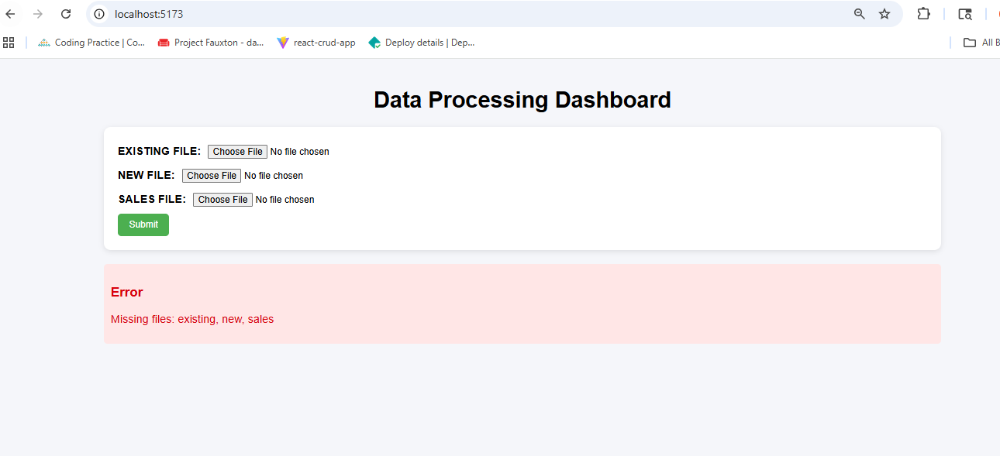 localhost:5173
Coding Practice | Co... Project Fauxton - da... react-crud-app Deploy details | Dep... All B
Data Processing Dashboard
EXISTING FILE: Choose File No file chosen
NEW FILE: Choose File No file chosen
SALES FILE: Choose File No file chosen
Submit
Error
Missing files: existing, new, sales